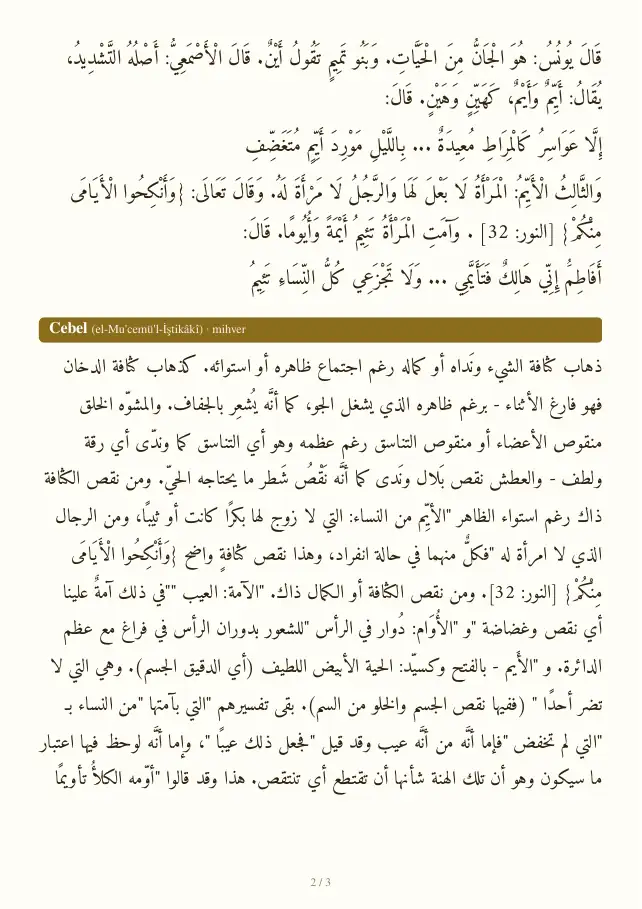 قَالَ يُونُسُ: هُوَ الْجَانُّ مِنَ الْحَيَّاتِ. وَبَنُو تَمِيمٍ تَقُولُ أَيْنٌ. قَالَ الْأَصْمَعِيُّ: أَصْلُهُ التَّشْدِيدُ،
يُقَالُ: أَيِّمٌ وَأَيْمٌ، كَهَيِّنٍ وَهَيْنٍ. قَالَ:
إِلَّا عَوَاسِرُ كَالْمِرَاطِ مُعِيدَةٌ ... بِاللَّيْلِ مَوْرِدَ أَيِّمٍ مُتَغَضِّفِ
وَالثَّالِثُ الْأَيِّمُ: الْمَرْأَةُ لَا بَعْلَ لَهَا وَالرَّجُلُ لَا مَرْأَةَ لَهُ. وَقَالَ تَعَالَى: {وَأَنْكِحُوا الْأَيَامَى
مِنْكُمْ} [النور: 32] . وَآمَتِ الْمَرْأَةُ تَئِيمُ أَيْمَةً وَأُيُومًا. قَالَ:
أَفَاطِمُ إِنِّي هَالِكٌ فَتَأَيَّمِي ... وَلَا تَجْزَعِي كُلُّ النِّسَاءِ تَئِيمُ
Cebel (el-Mu'cemü'l-İştikâkî) · mihver
ذهاب كثافة الشيء ونَداه أو كماله رغم اجتماع ظاهره أو استوائه. كذهاب كثافة الدخان
فهو فارغ الأثناء - برغم ظاهره الذي يشغل الجو، كما أنَّه يُشعِر بالجفاف. والمشوّه الخلق
منقوص الأعضاء أو منقوص التناسق رغم عظمه وهو أي التناسق كما ونَدّى أي رقة
ولطف - والعطش نقص بَلال ونَدى كما أنَّه نَقْصُ شَطر ما يحتاجه الحيّ. ومن نقص الكثافة
ذاك رغم استواء الظاهر "الأيِّم من النساء: التي لا زوج لها بكرًا كانت أو ثيبًا، ومن الرجال
الذي لا امرأة له "فكلٌّ منهما في حالة انفراد، وهذا نقص كثافةٍ واضح {وَأَنْكِحُوا الْأَيَامَى
مِنْكُمْ} [النور: 32]. ومن نقص الكثافة أو الكمال ذاك. "الآمة: العيب ""في ذلك آمةٌ علينا
أي نقص وغضاضة "و "الأُوَام: دُوار في الرأس "للشعور بدوران الرأس في فراغ مع عظم
الدائرة. و "الأَيم - بالفتح وكسيِّد: الحية الأبيض اللطيف (أي الدقيق الجسم). وهي التي لا
تضر أحدًا " (ففيها نقص الجسم والخلو من السم). بقى تفسيرهم "التي بآمتها "من النساء بـ
"التي لم تخفض "فإما أنَّه من أنَّه عيب وقد قيل "فجعل ذلك عيبًا "، وإما أنَّه لوحظ فيها اعتبار
ما سيكون وهو أن تلك الهنة شأنها أن تقتطع أي تنتقص. هذا وقد قالوا "أوّمه الكلأُ تأويمًا
2 / 3